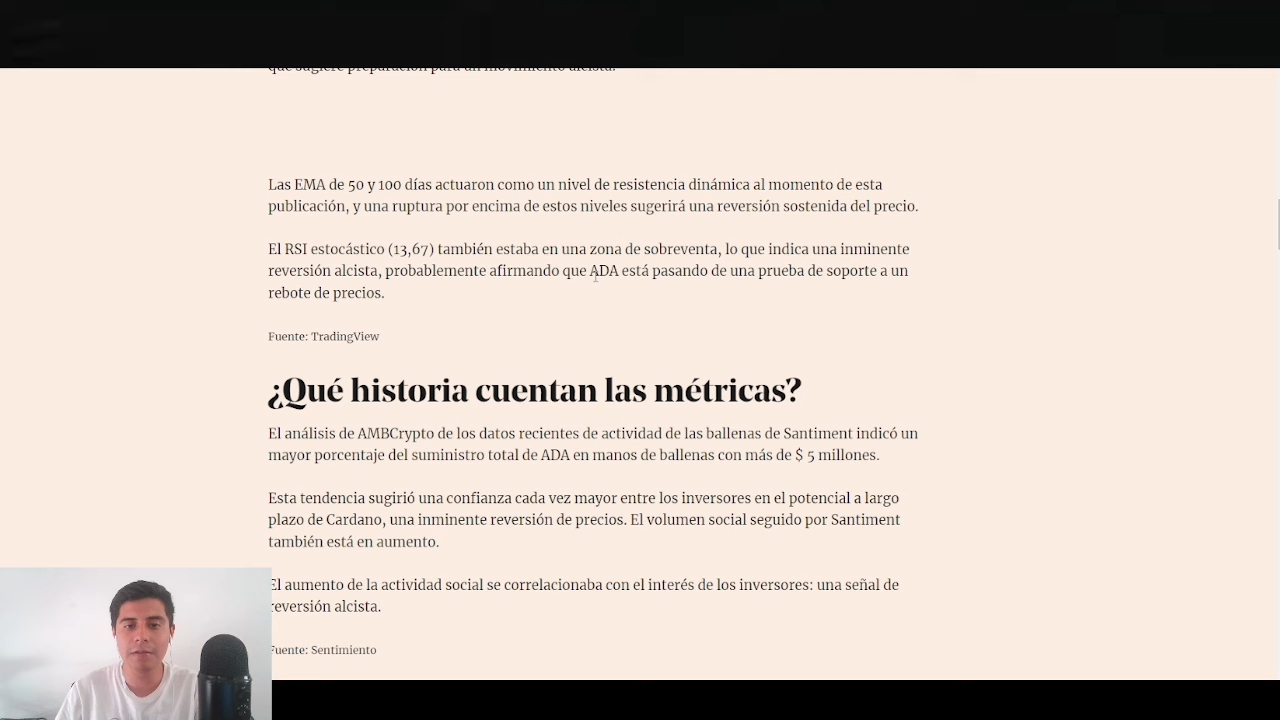 que sugiere preparación para un movimiento alcista.
Las EMA de 50 y 100 días actuaron como un nivel de resistencia dinámica al momento de esta
publicación, y una ruptura por encima de estos niveles sugerirá una reversión sostenida del precio.
El RSI estocástico (13,67) también estaba en una zona de sobreventa, lo que indica una inminente
reversión alcista, probablemente afirmando que ADA está pasando de una prueba de soporte a un
rebote de precios.
Fuente: TradingView
¿Qué historia cuentan las métricas?
El análisis de AMBCrypto de los datos recientes de actividad de las ballenas de Santiment indicó un
mayor porcentaje del suministro total de ADA en manos de ballenas con más de $ 5 millones.
Esta tendencia sugirió una confianza cada vez mayor entre los inversores en el potencial a largo
plazo de Cardano, una inminente reversión de precios. El volumen social seguido por Santiment
también está en aumento.
El aumento de la actividad social se correlacionaba con el interés de los inversores: una señal de
reversión alcista.
Fuente: Sentimiento